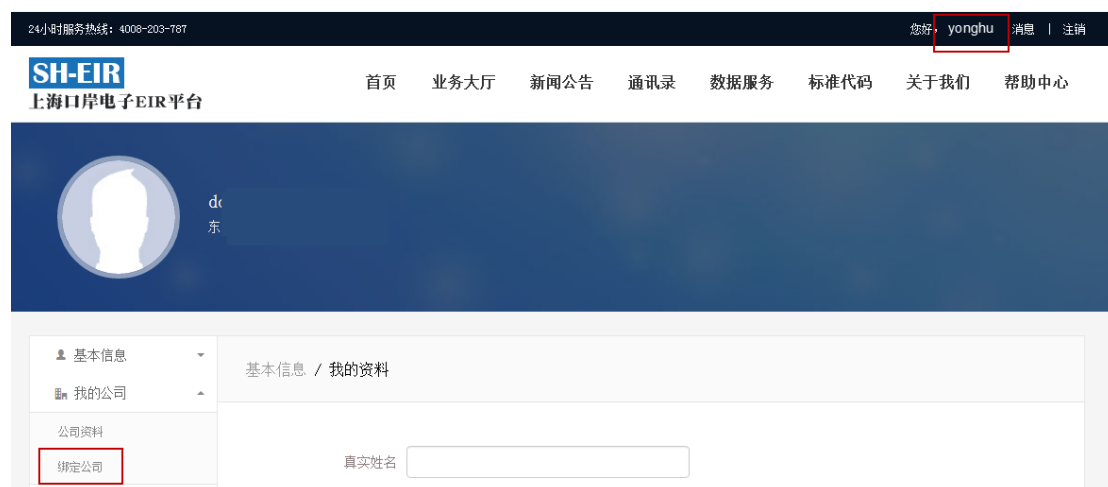 24小时服务热线：4008-203-787
您好，yonghu 消息 | 注销
SH-EIR
上海口岸电子EIR平台
首页 业务大厅 新闻公告 通讯录 数据服务 标准代码 关于我们 帮助中心
东
基本信息
我的公司
公司资料
绑定公司
基本信息 / 我的资料
真实姓名